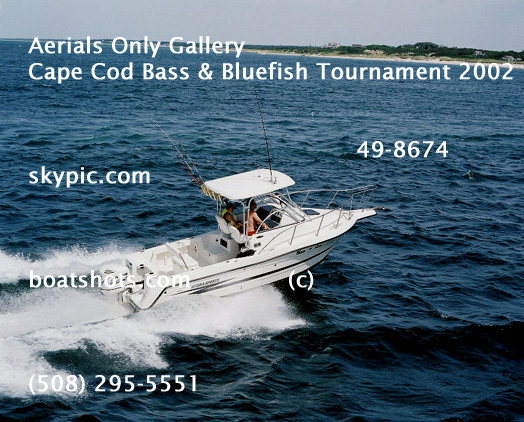 Aerials Only Gallery
Cape Cod Bass & Bluefish Tournament 2002
49-8674
skypic.com
boatshots.com (c)
(508) 295-5551